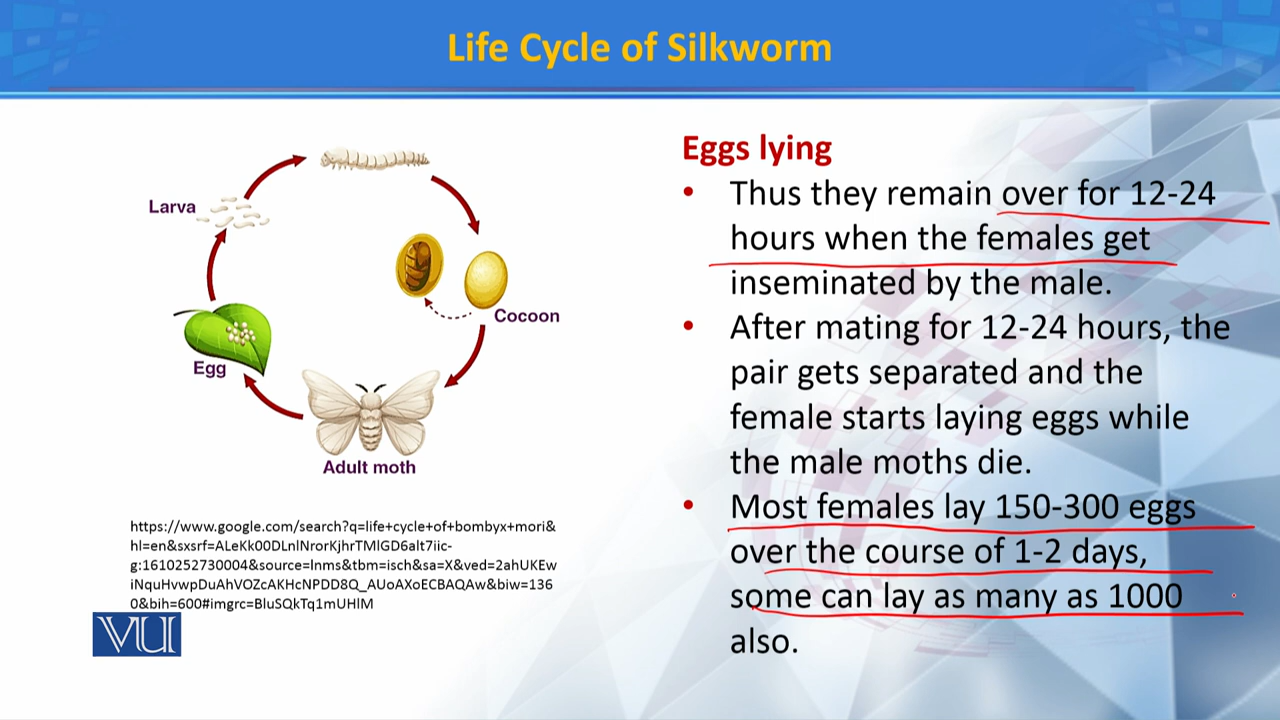 Life Cycle of Silkworm
Larva
Cocoon
Egg
Adult moth
https://www.google.com/search?q=life+cycle+of+bombyx+mori&
hl=en&sxsrf=ALeKk00DLnlNrorKjhrTMlGD6alt7iic-
g:1610252730004&source=lnms&tbm=isch&sa=X&ved=2ahUKEw
iNquHvwpDuAhVOZcAKHcNPDD8Q_AUoAXoECBAQAw&biw=136
0&bih=600#imgrc=BluSQkTq1mUHlM
VU
Eggs lying
• Thus they remain over for 12-24
hours when the females get
inseminated by the male.
• After mating for 12-24 hours, the
pair gets separated and the
female starts laying eggs while
the male moths die.
• Most females lay 150-300 eggs
over the course of 1-2 days,
some can lay as many as 1000
also.